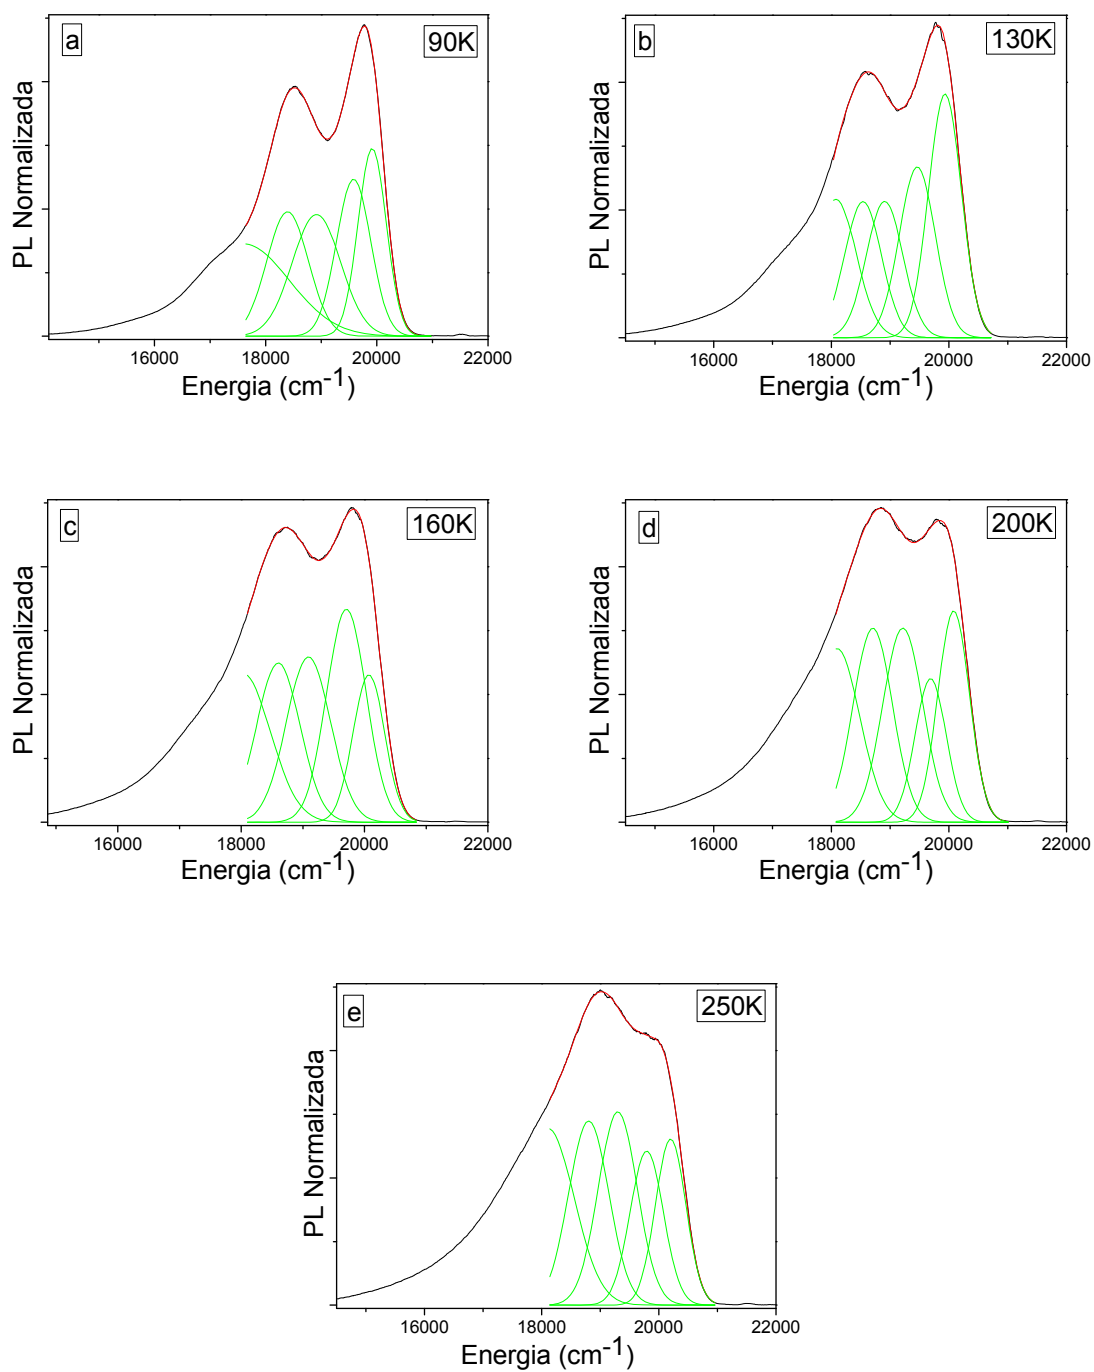 a
90K
PL Normalizada
16000 18000 20000 22000
Energia (cm-1)
b
130K
PL Normalizada
16000 18000 20000 22000
Energia (cm-1)
c
160K
PL Normalizada
16000 18000 20000 22000
Energia (cm-1)
d
200K
PL Normalizada
16000 18000 20000 22000
Energia (cm-1)
e
250K
PL Normalizada
16000 18000 20000 22000
Energia (cm-1)